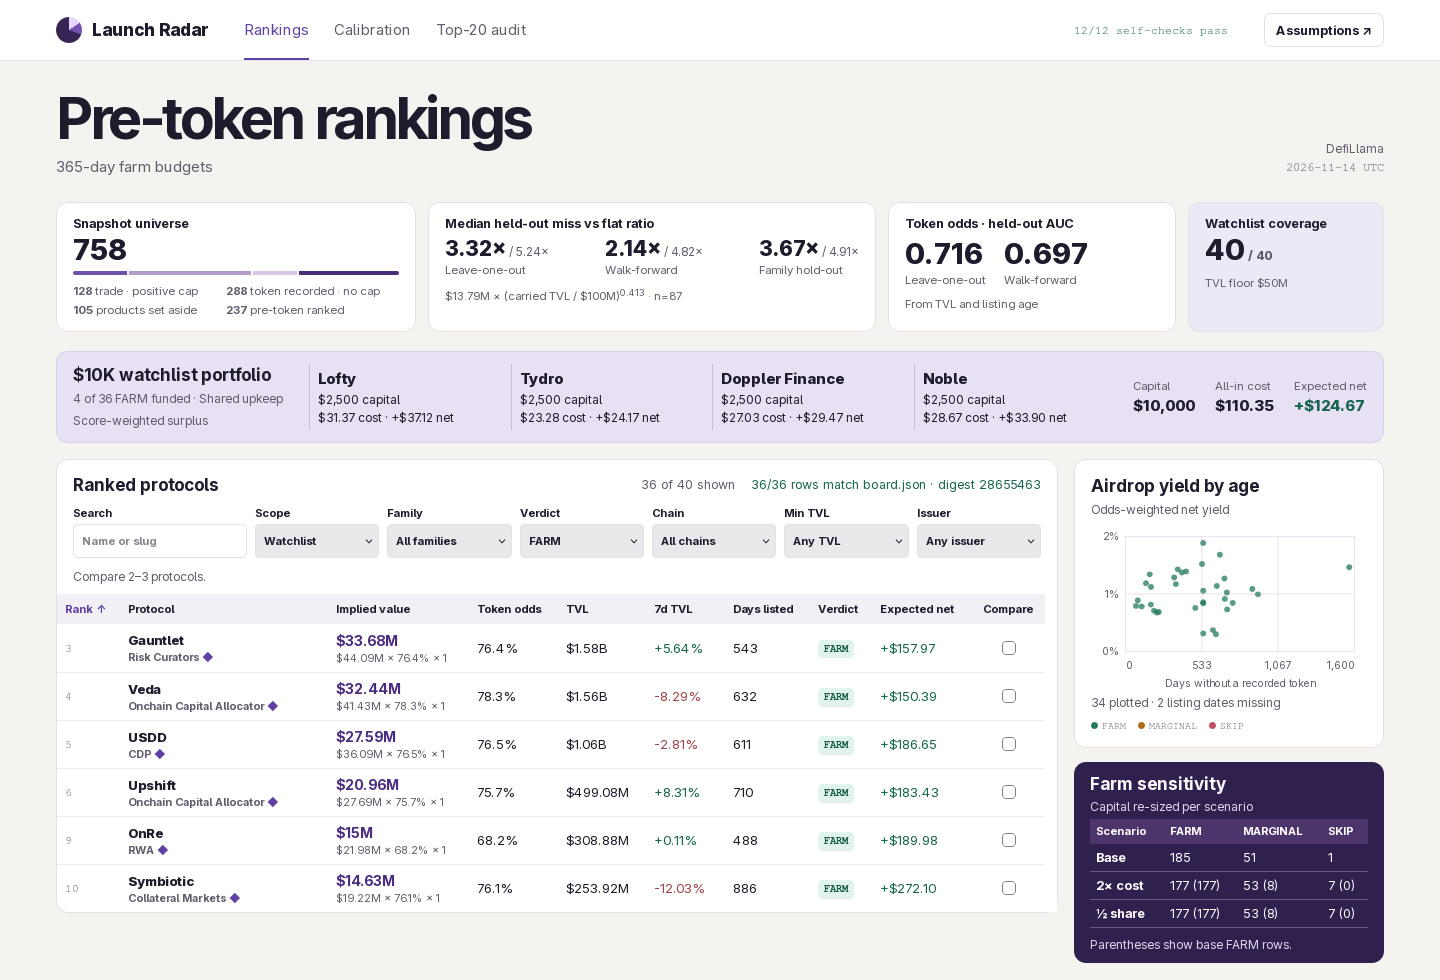 Launch Radar
Rankings
Calibration
Top-20 audit
12/12 self-checks pass
Assumptions ↗
Pre-token rankings
365-day farm budgets
DefiLlama
2026-11-14 UTC
Snapshot universe
758
128 trade · positive cap
288 token recorded · no cap
105 products set aside
237 pre-token ranked
Median held-out miss vs flat ratio
3.32× / 5.24×
2.14× / 4.82×
3.67× / 4.91×
Leave-one-out
Walk-forward
Family hold-out
$13.79M × (carried TVL / $100M)^0.413 · n=87
Token odds · held-out AUC
0.716
0.697
Leave-one-out
Walk-forward
From TVL and listing age
Watchlist coverage
40 / 40
TVL floor $50M
$10K watchlist portfolio
4 of 36 FARM funded · Shared upkeep
Score-weighted surplus
Lofty
$2,500 capital
$31.37 cost · +$37.12 net
Tydro
$2,500 capital
$23.28 cost · +$24.17 net
Doppler Finance
$2,500 capital
$27.03 cost · +$29.47 net
Noble
$2,500 capital
$28.67 cost · +$33.90 net
Capital
$10,000
All-in cost
$110.35
Expected net
+$124.67
Ranked protocols
36 of 40 shown
36/36 rows match board.json · digest 28655463
Search
Scope
Family
Verdict
Chain
Min TVL
Issuer
Name or slug
Watchlist
All families
FARM
All chains
Any TVL
Any issuer
Compare 2–3 protocols.
Rank ↑ Protocol Implied value Token odds TVL 7d TVL Days listed Verdict Expected net Compare
3 Gauntlet $33.68M 76.4% $1.58B +5.64% 543 FARM +$157.97
Risk Curators ◆ $44.09M × 76.4% × 1
4 Veda $32.44M 78.3% $1.56B -8.29% 632 FARM +$150.39
Onchain Capital Allocator ◆ $41.43M × 78.3% × 1
5 USDD $27.59M 76.5% $1.06B -2.81% 611 FARM +$186.65
CDP ◆ $36.09M × 76.5% × 1
6 Upshift $20.96M 75.7% $499.08M +8.31% 710 FARM +$183.43
Onchain Capital Allocator ◆ $27.69M × 75.7% × 1
9 OnRe $15M 68.2% $308.88M +0.11% 488 FARM +$189.98
RWA ◆ $21.98M × 68.2% × 1
10 Symbiotic $14.63M 76.1% $253.92M -12.03% 886 FARM +$272.10
Collateral Markets ◆ $19.22M × 76.1% × 1
Airdrop yield by age
Odds-weighted net yield
2%
1%
0%
0 533 1,067 1,600
Days without a recorded token
34 plotted · 2 listing dates missing
FARM MARGINAL SKIP
Farm sensitivity
Capital re-sized per scenario
Scenario FARM MARGINAL SKIP
Base 185 51 1
2× cost 177 (177) 53 (8) 7 (0)
½ share 177 (177) 53 (8) 7 (0)
Parentheses show base FARM rows.